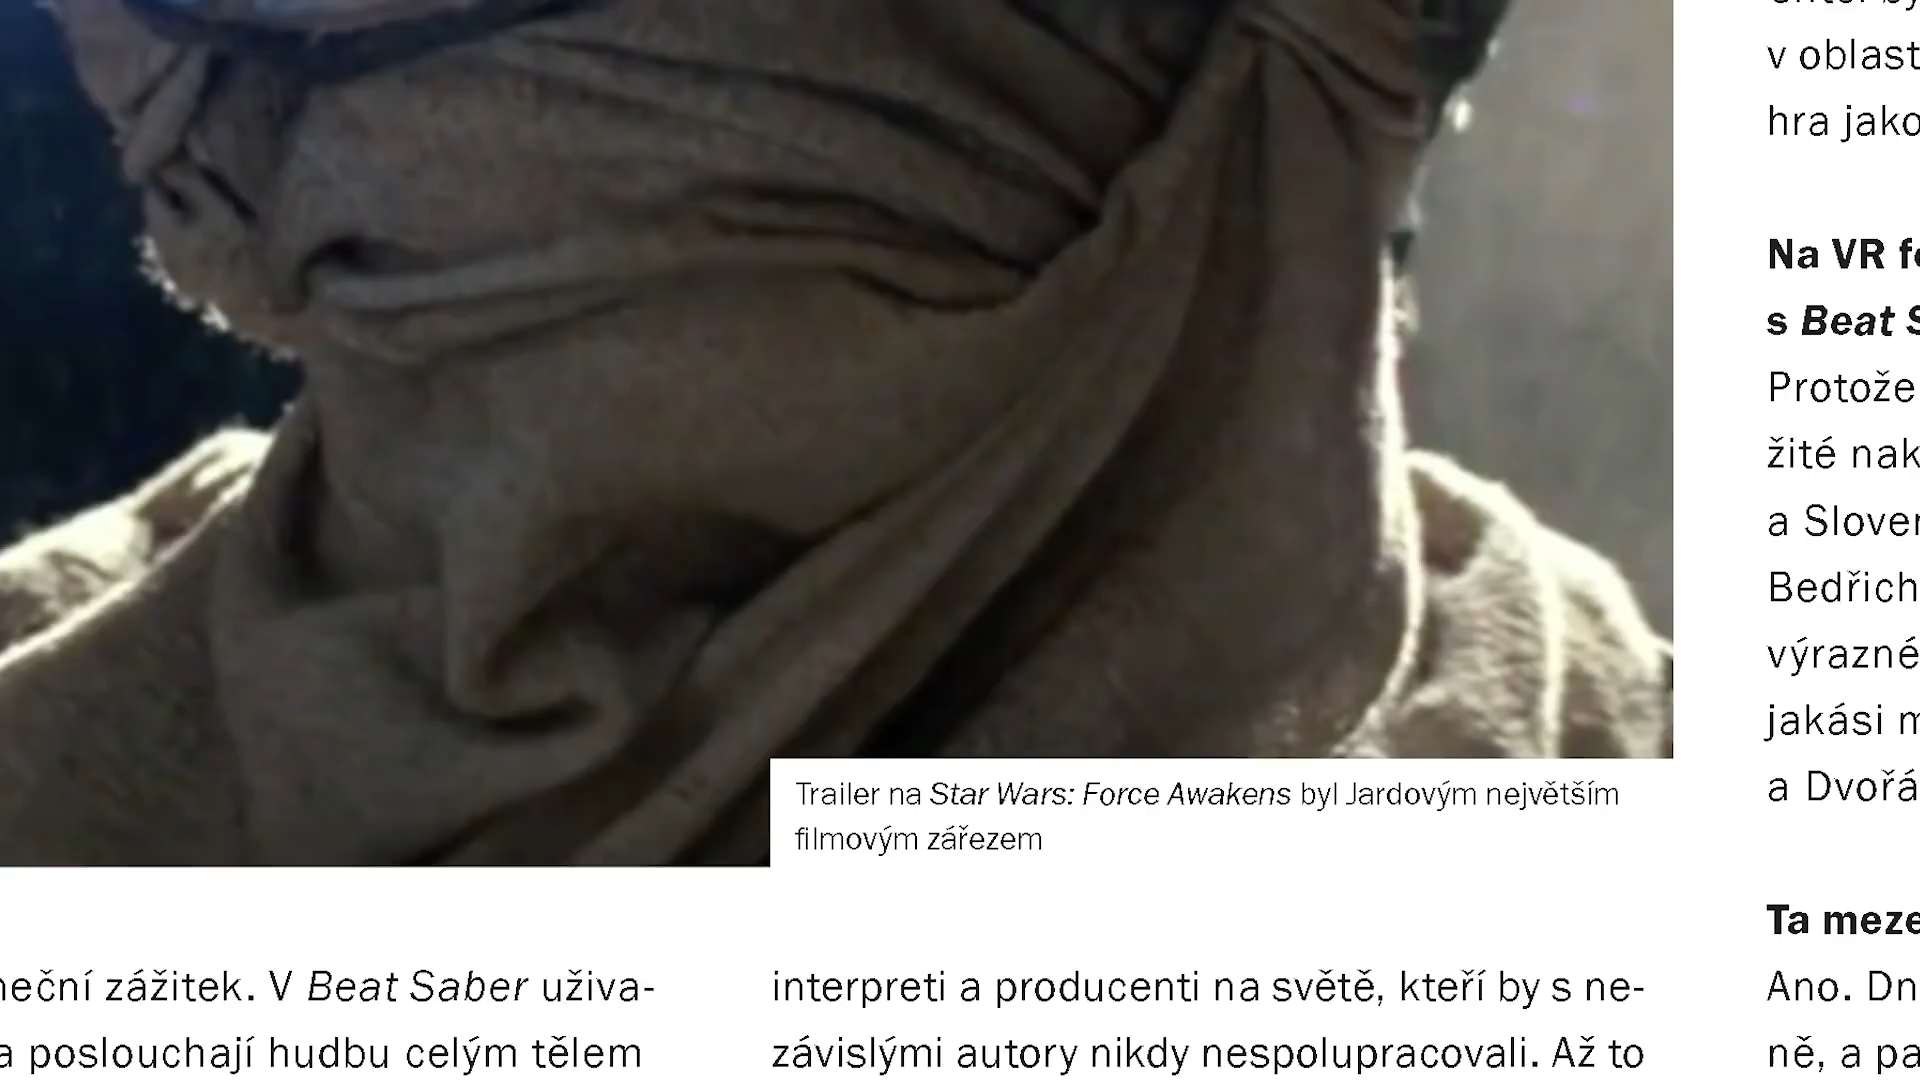 Trailer na Star Wars: Force Awakens byl Jardovým největším
filmovým zářezem
neční zážitek. V Beat Saber uživa-
a poslouchají hudbu celým tělem
interpreti a producenti na světě, kteří by s ne-
závislými autory nikdy nespolupracovali. Až to
v oblast
hra jako
Na VR
s Beat S
Protože
žité nak
a Sloven
Bedřich
výrazné
jakási m
a Dvořá
Ta meze
Ano. Dn
ně, a pa